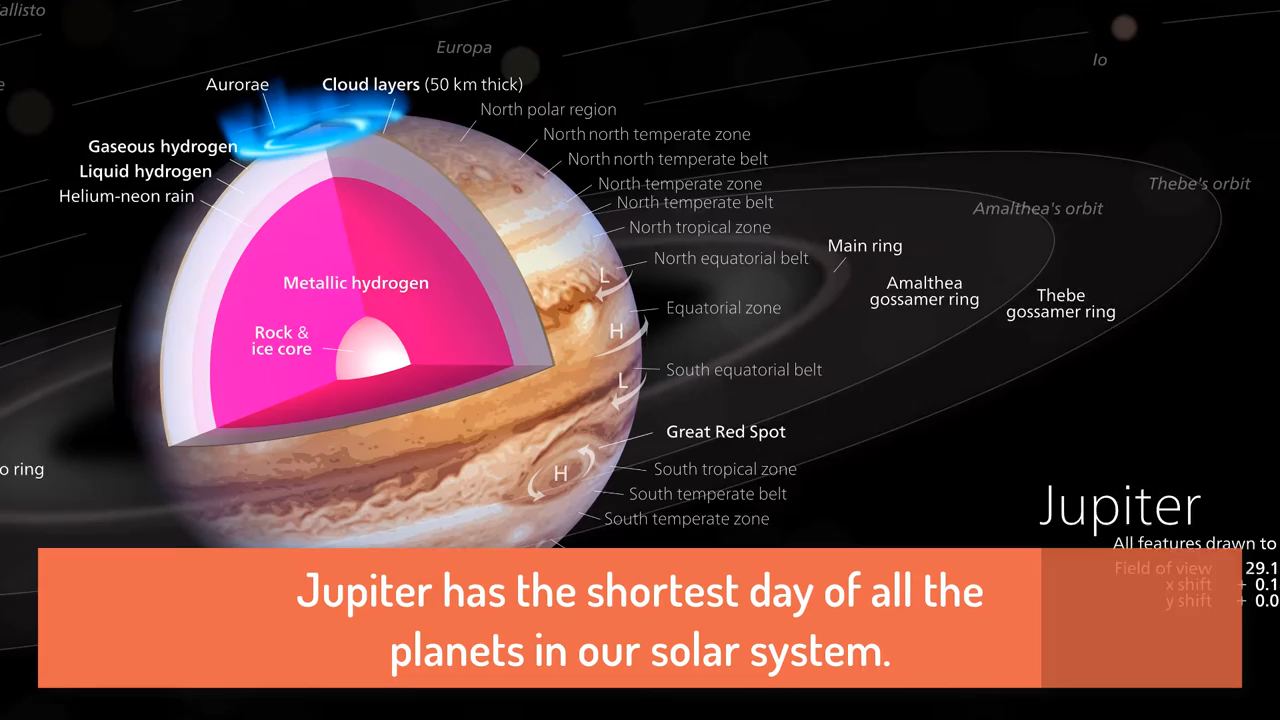 allisto
Europa
Io
Aurorae
Cloud layers (50 km thick)
North polar region
North north temperate zone
Gaseous hydrogen
North north temperate belt
Liquid hydrogen
North temperate zone
Helium-neon rain
North temperate belt
North tropical zone
Thebe's orbit
Amalthea's orbit
Main ring
North equatorial belt
L
Metallic hydrogen
Amalthea
gossamer ring
Thebe
gossamer ring
Equatorial zone
H
Rock &
ice core
South equatorial belt
L
Great Red Spot
H
South tropical zone
o ring
South temperate belt
South temperate zone
Jupiter
All features drawn to
Field of view 29.1
x shift + 0.1
y shift + 0.0
Jupiter has the shortest day of all the
planets in our solar system.